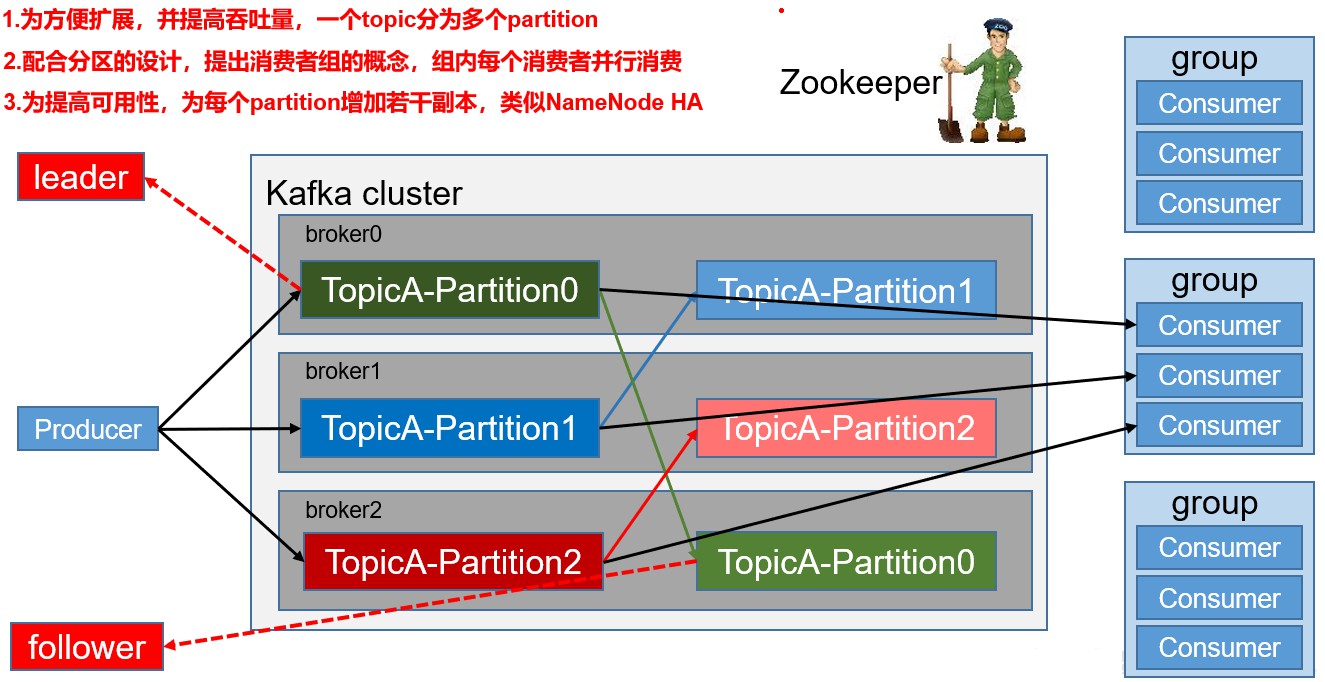 1.为方便扩展，并提高吞吐量，一个topic分为多个partition
2.配合分区的设计，提出消费者组的概念，组内每个消费者并行消费
3.为提高可用性，为每个partition增加若干副本，类似NameNode HA
Zookeeper
ZOO
leader
Kafka cluster
broker0
TopicA-Partition0
TopicA-Partition1
broker1
TopicA-Partition1
TopicA-Partition2
broker2
TopicA-Partition2
TopicA-Partition0
Producer
follower
group
Consumer
Consumer
Consumer
group
Consumer
Consumer
Consumer
group
Consumer
Consumer
Consumer